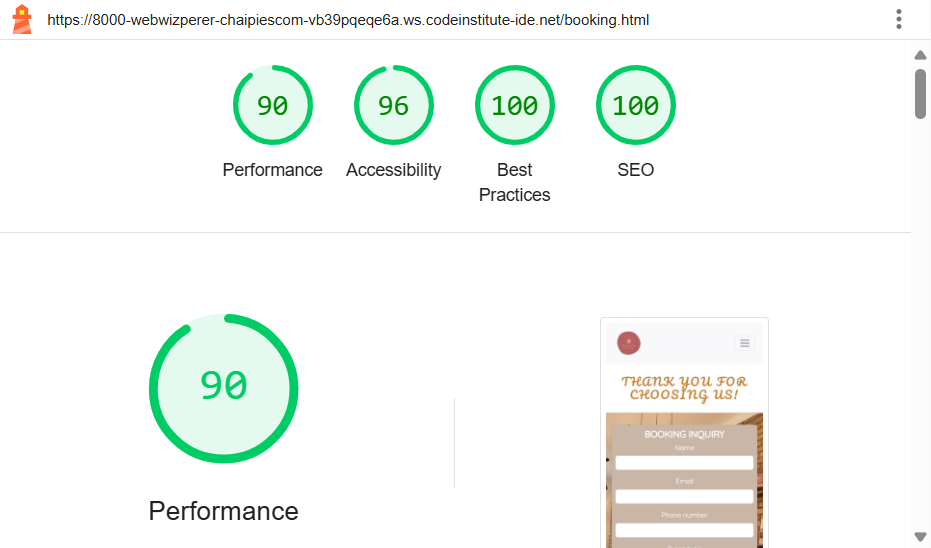 https://8000-webwizperer-chaipiescom-vb39pqeqe6a.ws.codeinstitute-ide.net/booking.html
90
96
100
100
Performance
Accessibility
Best
Practices
SEO
90
Performance
THANK YOU FOR
CHOOSING US!
BOOKING INQUIRY
Name
Email
Phone number